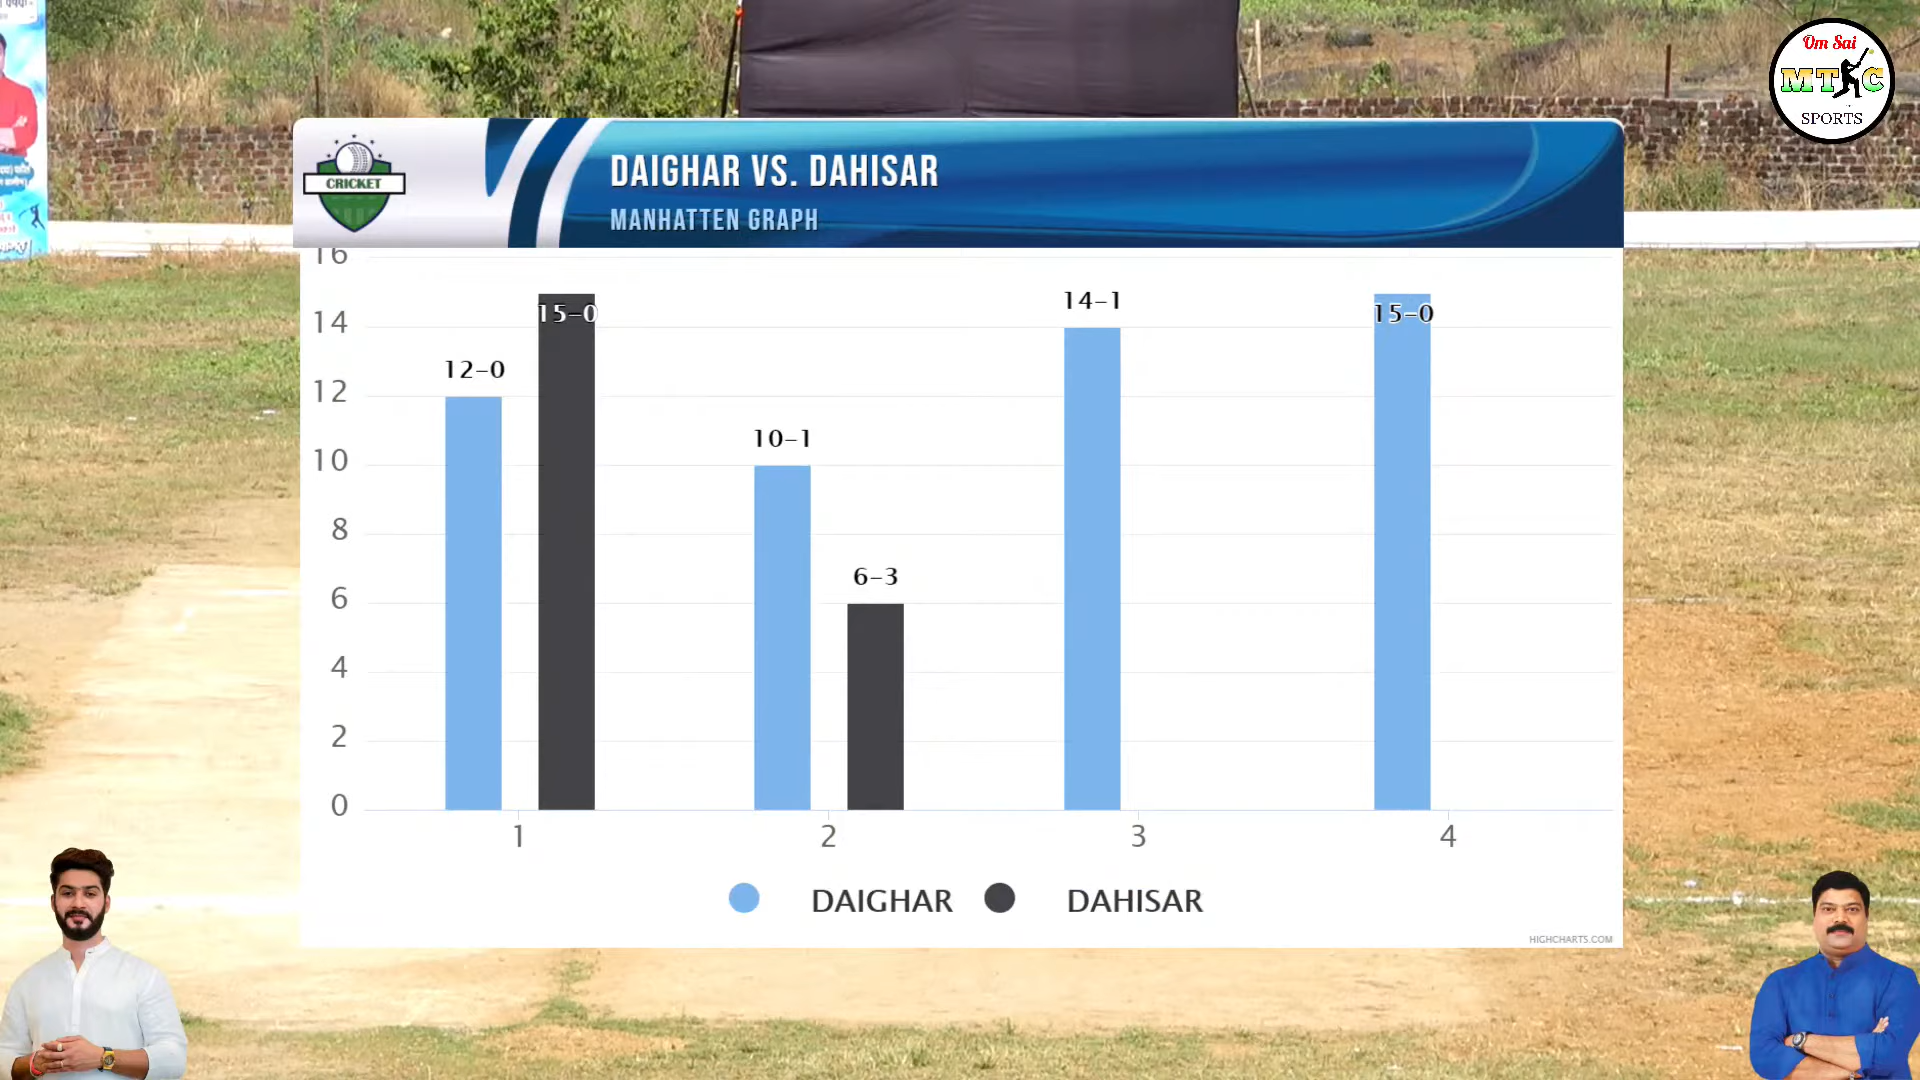 Om Sai
MTSC
SPORTS
CRICKET
DAIGHAR VS. DAHISAR
MANHATTEN GRAPH
16
14
12
10
8
6
4
2
0
12-0
15-0
10-1
6-3
14-1
15-0
1
2
3
4
DAIGHAR
DAHISAR
HIGHCHARTS.COM